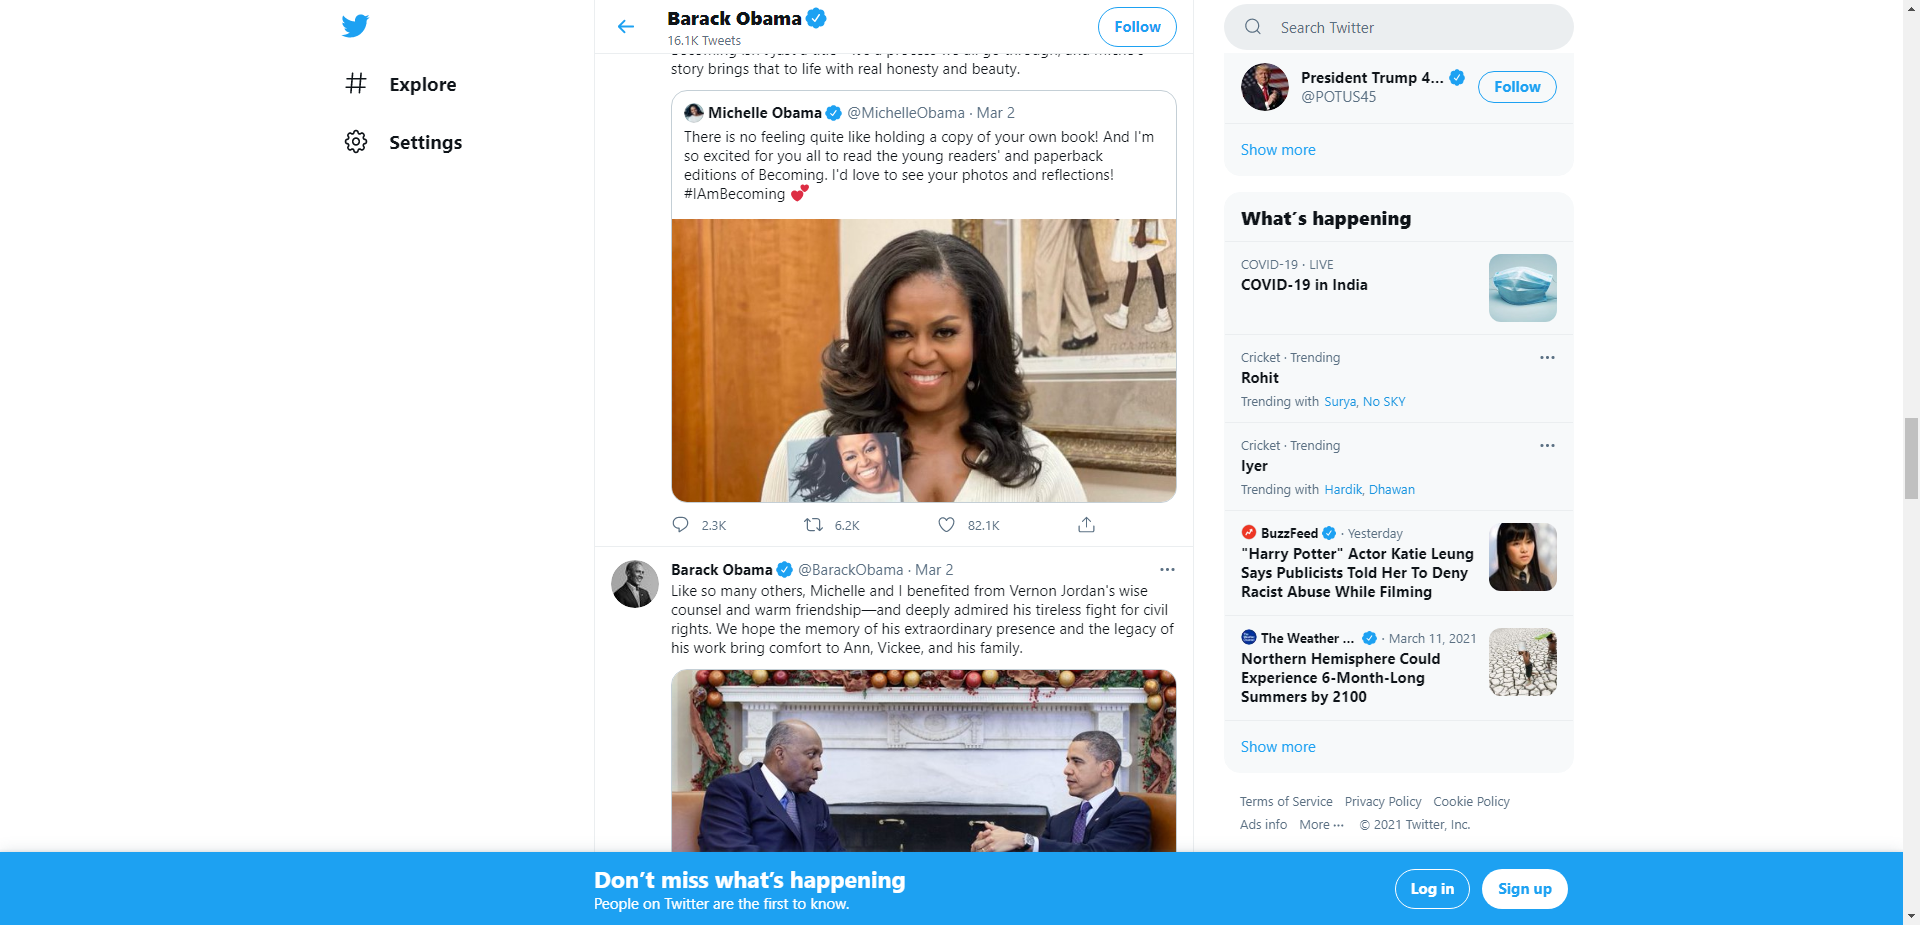 Explore
Settings
Barack Obama
16.1K Tweets
Follow
story brings that to life with real honesty and beauty.
Michelle Obama @MichelleObama · Mar 2
There is no feeling quite like holding a copy of your own book! And I'm
so excited for you all to read the young readers' and paperback
editions of Becoming. I'd love to see your photos and reflections!
#IAmBecoming 💕
2.3K 6.2K 82.1K
Barack Obama @BarackObama · Mar 2
Like so many others, Michelle and I benefited from Vernon Jordan's wise
counsel and warm friendship—and deeply admired his tireless fight for civil
rights. We hope the memory of his extraordinary presence and the legacy of
his work bring comfort to Ann, Vickee, and his family.
Search Twitter
President Trump 4...
@POTUS45
Follow
Show more
What's happening
COVID-19 · LIVE
COVID-19 in India
Cricket · Trending
Rohit
Trending with Surya, No SKY
Cricket · Trending
Iyer
Trending with Hardik, Dhawan
BuzzFeed · Yesterday
"Harry Potter" Actor Katie Leung
Says Publicists Told Her To Deny
Racist Abuse While Filming
The Weather ... · March 11, 2021
Northern Hemisphere Could
Experience 6-Month-Long
Summers by 2100
Show more
Terms of Service Privacy Policy Cookie Policy
Ads info More ··· © 2021 Twitter, Inc.
Don't miss what's happening
People on Twitter are the first to know.
Log in
Sign up